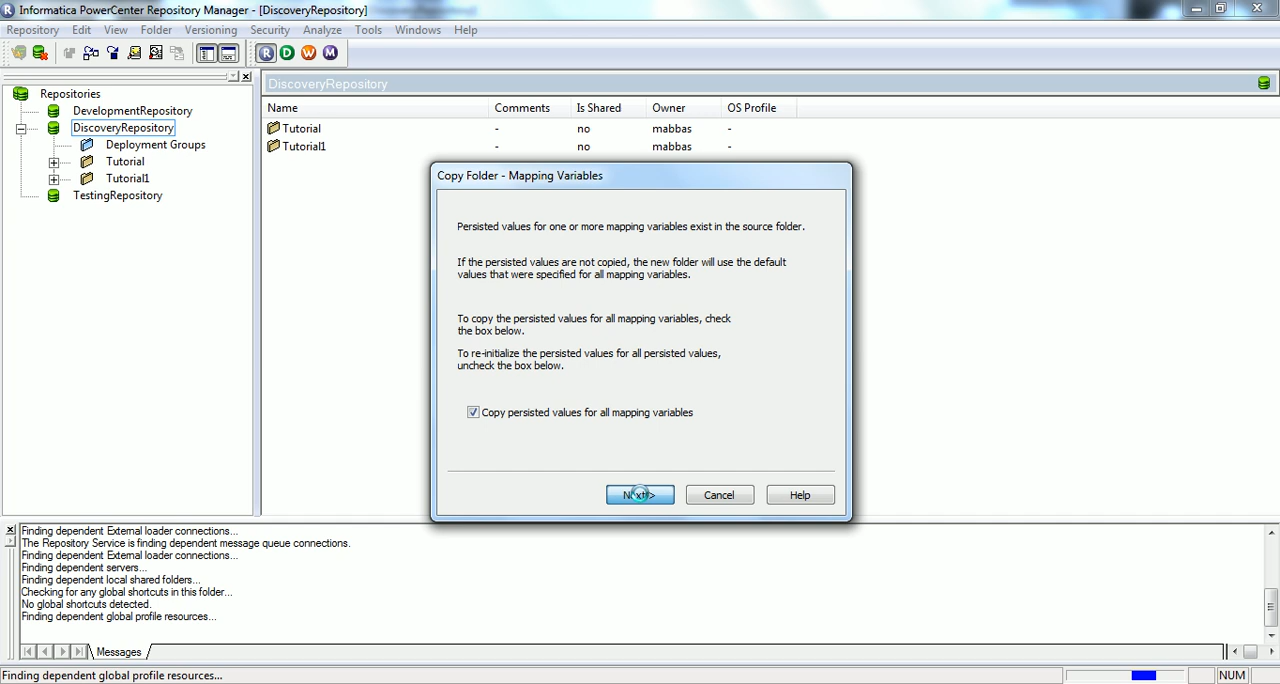 Informatica PowerCenter Repository Manager - [DiscoveryRepository]
Repository Edit View Folder Versioning Security Analyze Tools Windows Help
R D W M
Repositories
DevelopmentRepository
DiscoveryRepository
Deployment Groups
Tutorial
Tutorial1
TestingRepository
DiscoveryRepository
Name Comments Is Shared Owner OS Profile
Tutorial - no mabbas -
Tutorial1 - no mabbas -
Copy Folder - Mapping Variables
Persisted values for one or more mapping variables exist in the source folder.
If the persisted values are not copied, the new folder will use the default
values that were specified for all mapping variables.
To copy the persisted values for all mapping variables, check
the box below.
To re-initialize the persisted values for all persisted values,
uncheck the box below.
Copy persisted values for all mapping variables
Next>> Cancel Help
Finding dependent External loader connections...
The Repository Service is finding dependent message queue connections.
Finding dependent External loader connections...
Finding dependent servers...
Finding dependent local shared folders...
Checking for any global shortcuts in this folder...
No global shortcuts detected.
Finding dependent global profile resources...
Messages
Finding dependent global profile resources... NUM